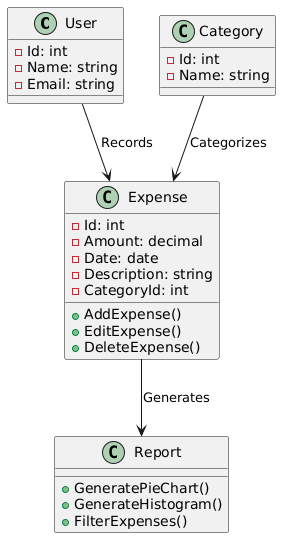 C User
Id: int
Name: string
Email: string
C Category
Id: int
Name: string
Records
Categorizes
C Expense
Id: int
Amount: decimal
Date: date
Description: string
CategoryId: int
AddExpense()
EditExpense()
DeleteExpense()
Generates
C Report
GeneratePieChart()
GenerateHistogram()
FilterExpenses()